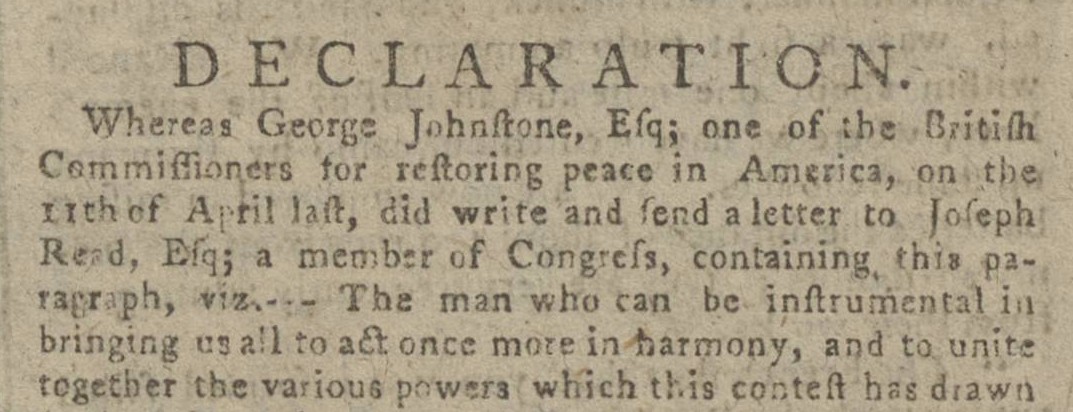 DECLARATION.
Whereas George Johnſtone, Eſq; one of the Britiſh
Commiſſioners for reſtoring peace in America, on the
11th of April laſt, did write and ſend a letter to Joſeph
Read, Eſq; a member of Congreſs, containing this pa-
ragraph, viz.--- The man who can be inſtrumental in
bringing us all to act once more in harmony, and to unite
together the various powers which this conteſt has drawn